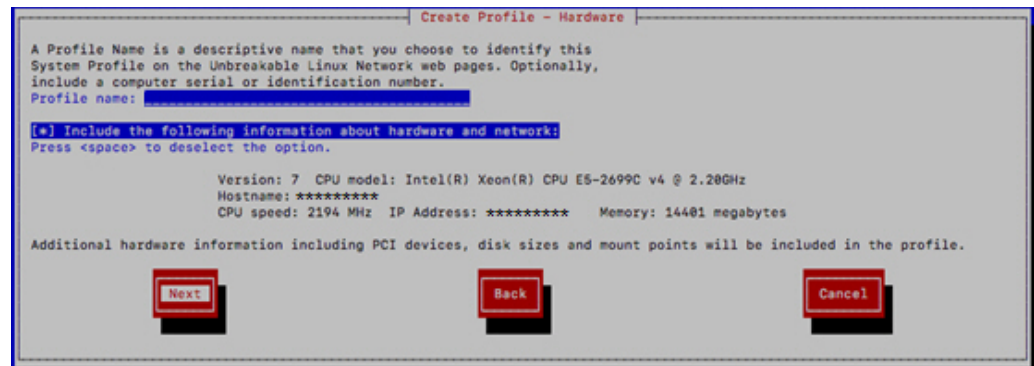 Create Profile - Hardware
A Profile Name is a descriptive name that you choose to identify this
System Profile on the Unbreakable Linux Network web pages. Optionally,
include a computer serial or identification number.
Profile name:
[*] Include the following information about hardware and network:
Press <space> to deselect the option.
Version: 7 CPU model: Intel(R) Xeon(R) CPU E5-2699C v4 @ 2.20GHz
Hostname: *********
CPU speed: 2194 MHz IP Address: ********* Memory: 14401 megabytes
Additional hardware information including PCI devices, disk sizes and mount points will be included in the profile.
Next Back Cancel